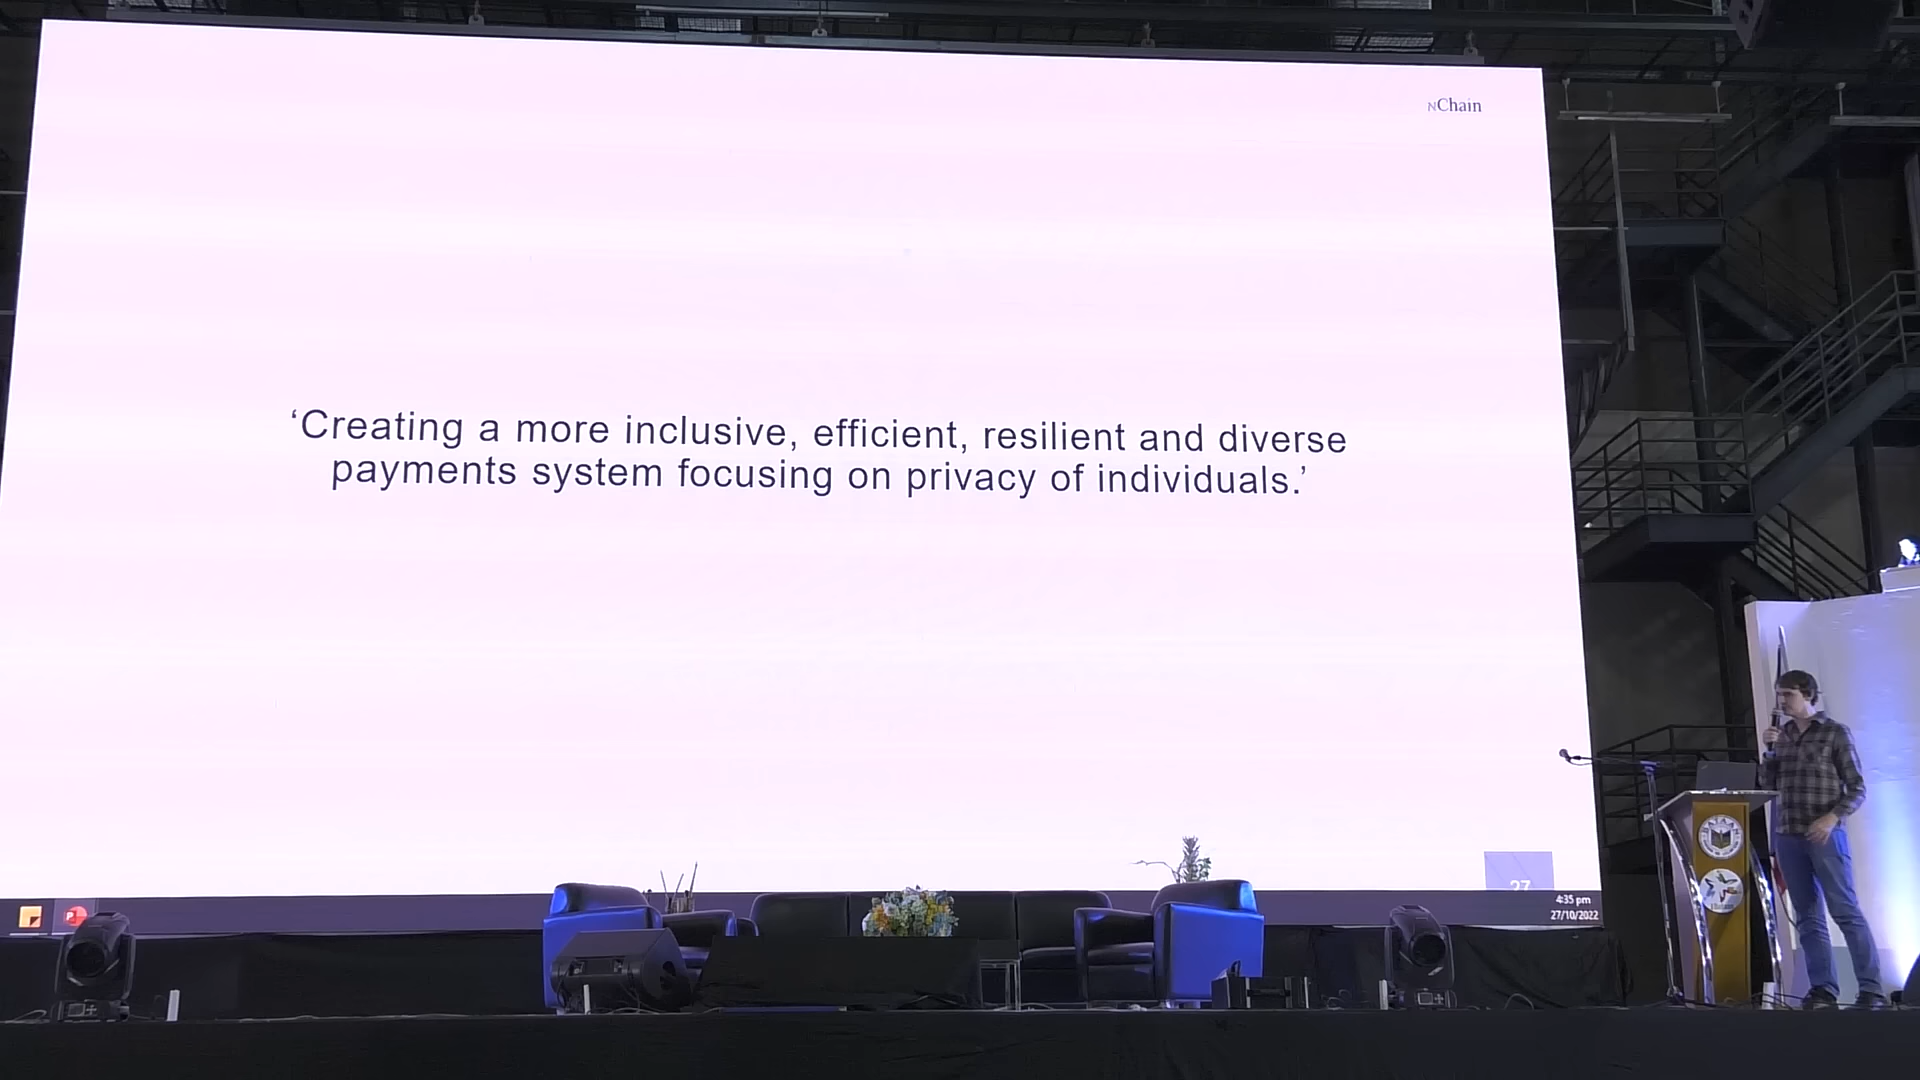 nChain
‘Creating a more inclusive, efficient, resilient and diverse
payments system focusing on privacy of individuals.’
27
4:35 pm
27/10/2022